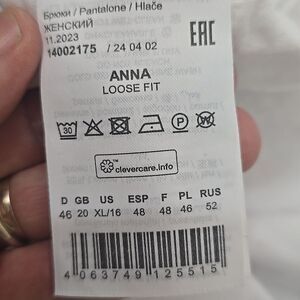 Брюки / Pantalone / Hlače
ЖЕНСКИЙ
11.2023
14002175 / 24 04 02
EAC
ANNA
LOOSE FIT
30 P W
clevercare.info
D GB US ESP F PL RUS
46 20 XL/16 48 48 46 52
4 063749 125515